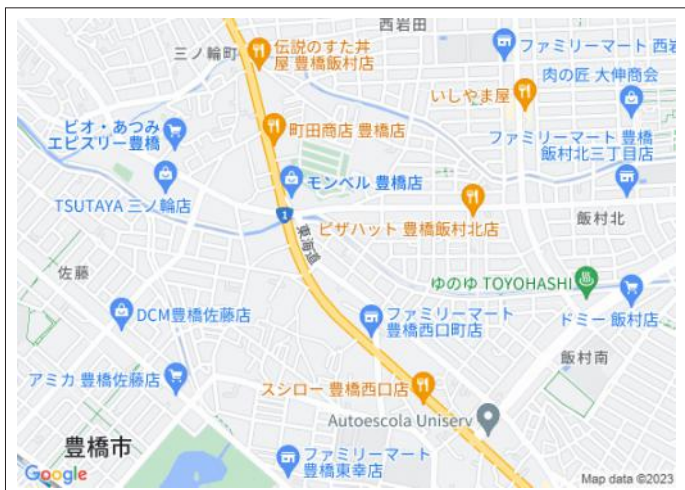 西岩田
三ノ輪町
伝説のすた丼
屋 豊橋飯村店
ファミリーマート 西岩
肉の匠 大伸商会
いしやま屋
ビオ・あつみ
エピスリー豊橋
町田商店 豊橋店
ファミリーマート 豊橋
飯村北三丁目店
モンベル 豊橋店
TSUTAYA 三ノ輪店
1
飯村北
ピザハット 豊橋飯村北店
東海道
佐藤
ゆのゆ TOYOHASHI
DCM豊橋佐藤店
ファミリーマート
豊橋西口町店
ドミー 飯村店
飯村南
アミカ 豊橋佐藤店
スシロー 豊橋西口店
Autoescola Uniserv
豊橋市
ファミリーマート
豊橋東幸店
Google
Map data ©2023